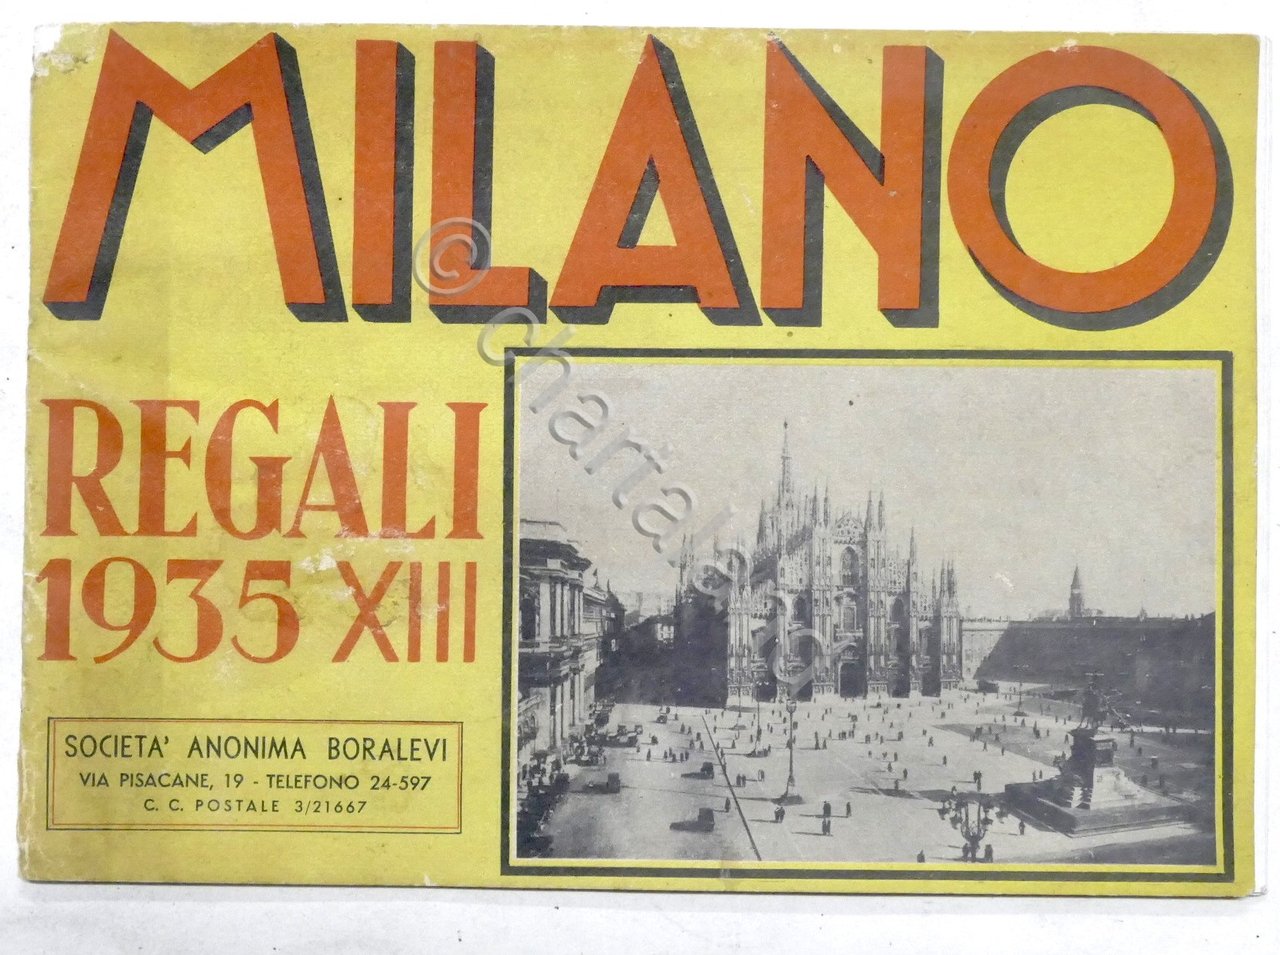 MILANO
REGALI
1935 XIII
SOCIETA' ANONIMA BORALEVI
VIA PISACANE, 19 - TELEFONO 24-597
C. C. POSTALE 3/21667